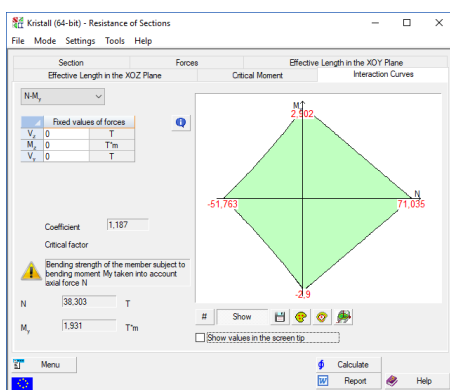 Kristall (64-bit) - Resistance of Sections
File Mode Settings Tools Help
Section Forces Effective Length in the XOY Plane
Effective Length in the XOZ Plane Critical Moment Interaction Curves
N-My
Fixed values of forces
Vz 0 T
Mz 0 T*m
Vy 0 T
Coefficient 1,187
Critical factor
Bending strength of the member subject to
bending moment My taken into account
axial force N
N 38,303 T
My 1,931 T*m
2,902
-51,763
N
71,035
-2,9
# Show
Show values in the screen tip
Menu
Calculate
Report
Help